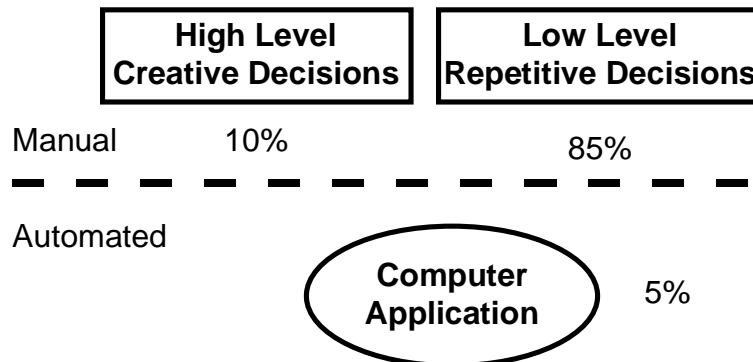 High Level
Creative Decisions
Low Level
Repetitive Decisions
Manual 10% 85%
Automated
Computer
Application
5%